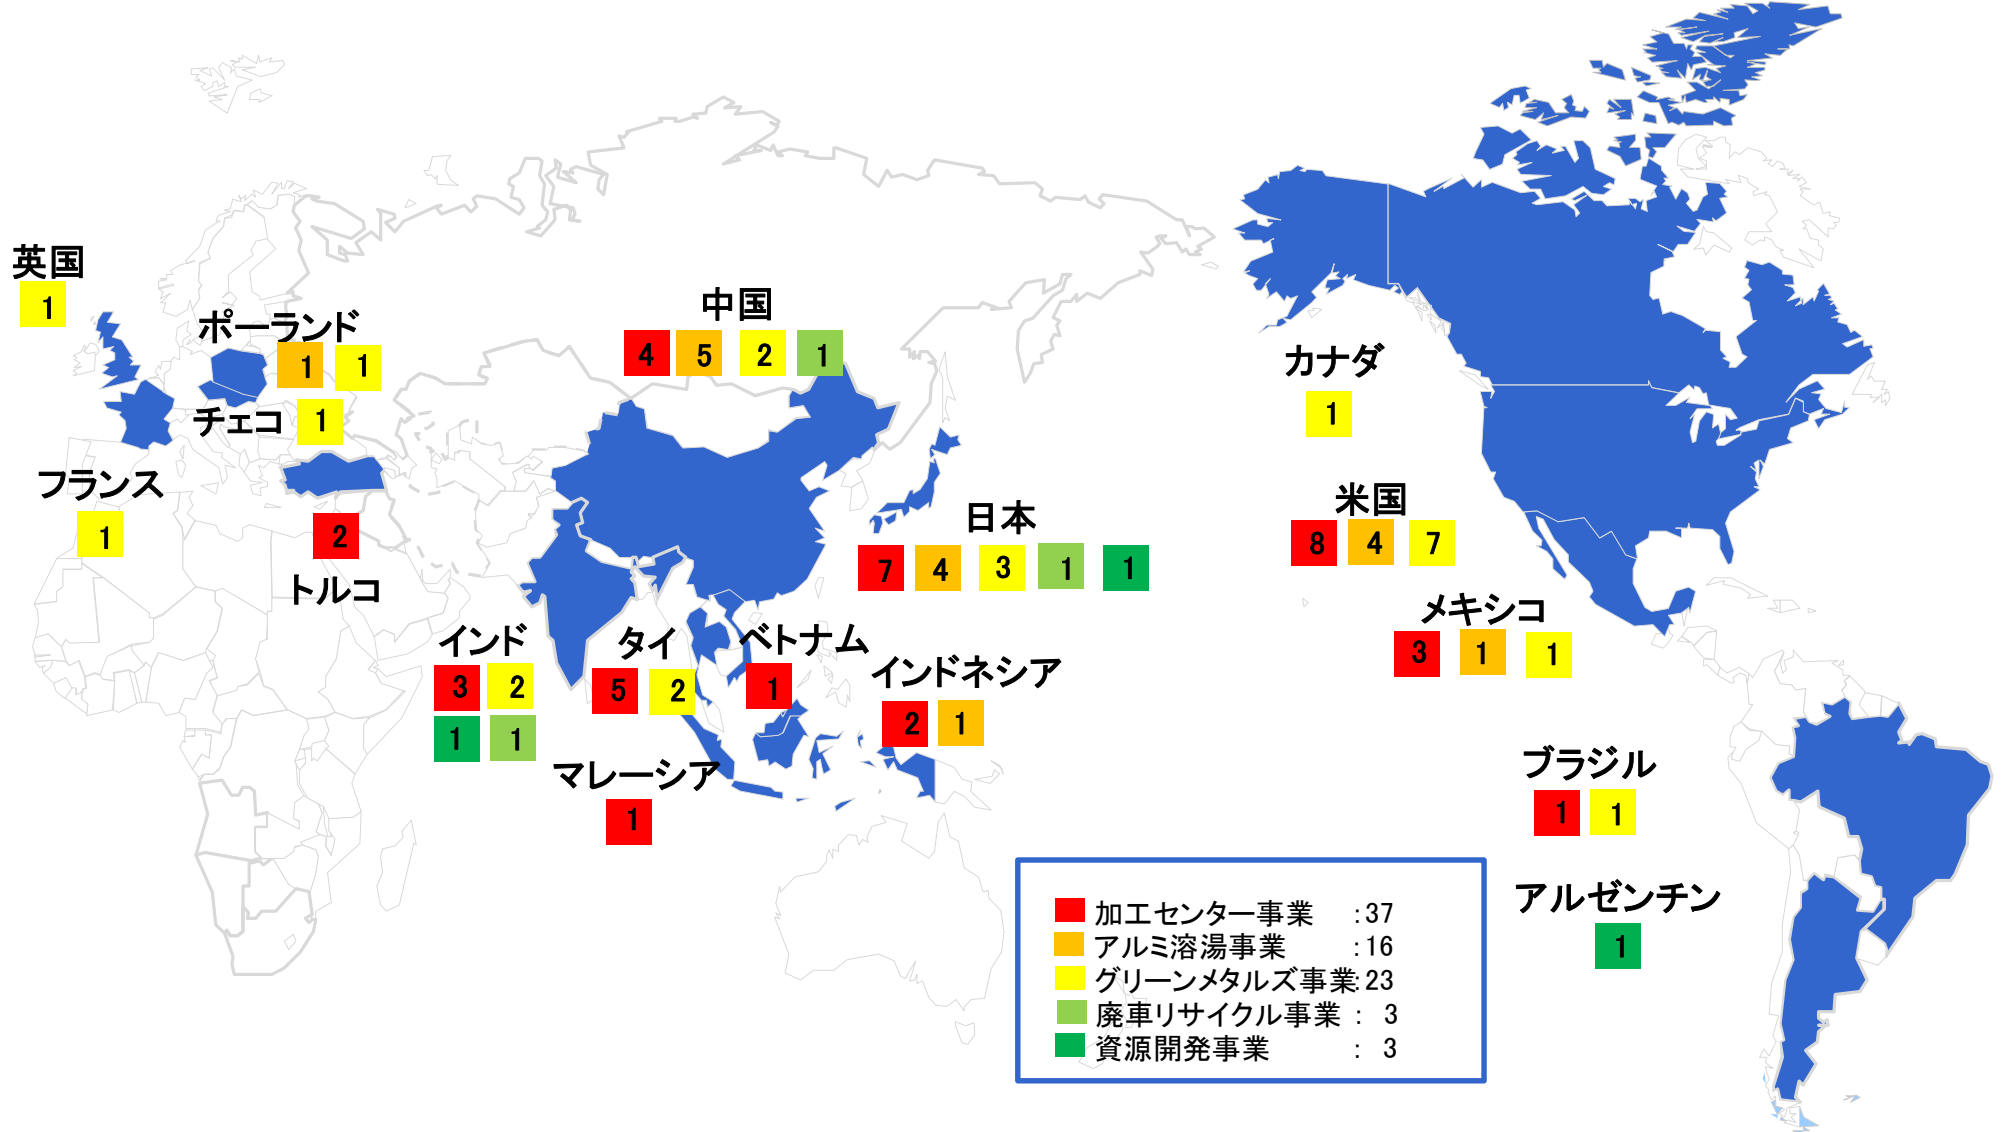 英国
1
ポーランド
1 1
チェコ 1
フランス
1
2
トルコ
中国
4 5 2 1
日本
7 4 3 1 1
インド
3 2
1 1
タイ
5 2
ベトナム
1
インドネシア
2 1
マレーシア
1
カナダ
1
米国
8 4 7
メキシコ
3 1 1
ブラジル
1 1
アルゼンチン
1
加工センター事業 :37
アルミ溶湯事業 :16
グリーンメタルズ事業:23
廃車リサイクル事業 : 3
資源開発事業 : 3